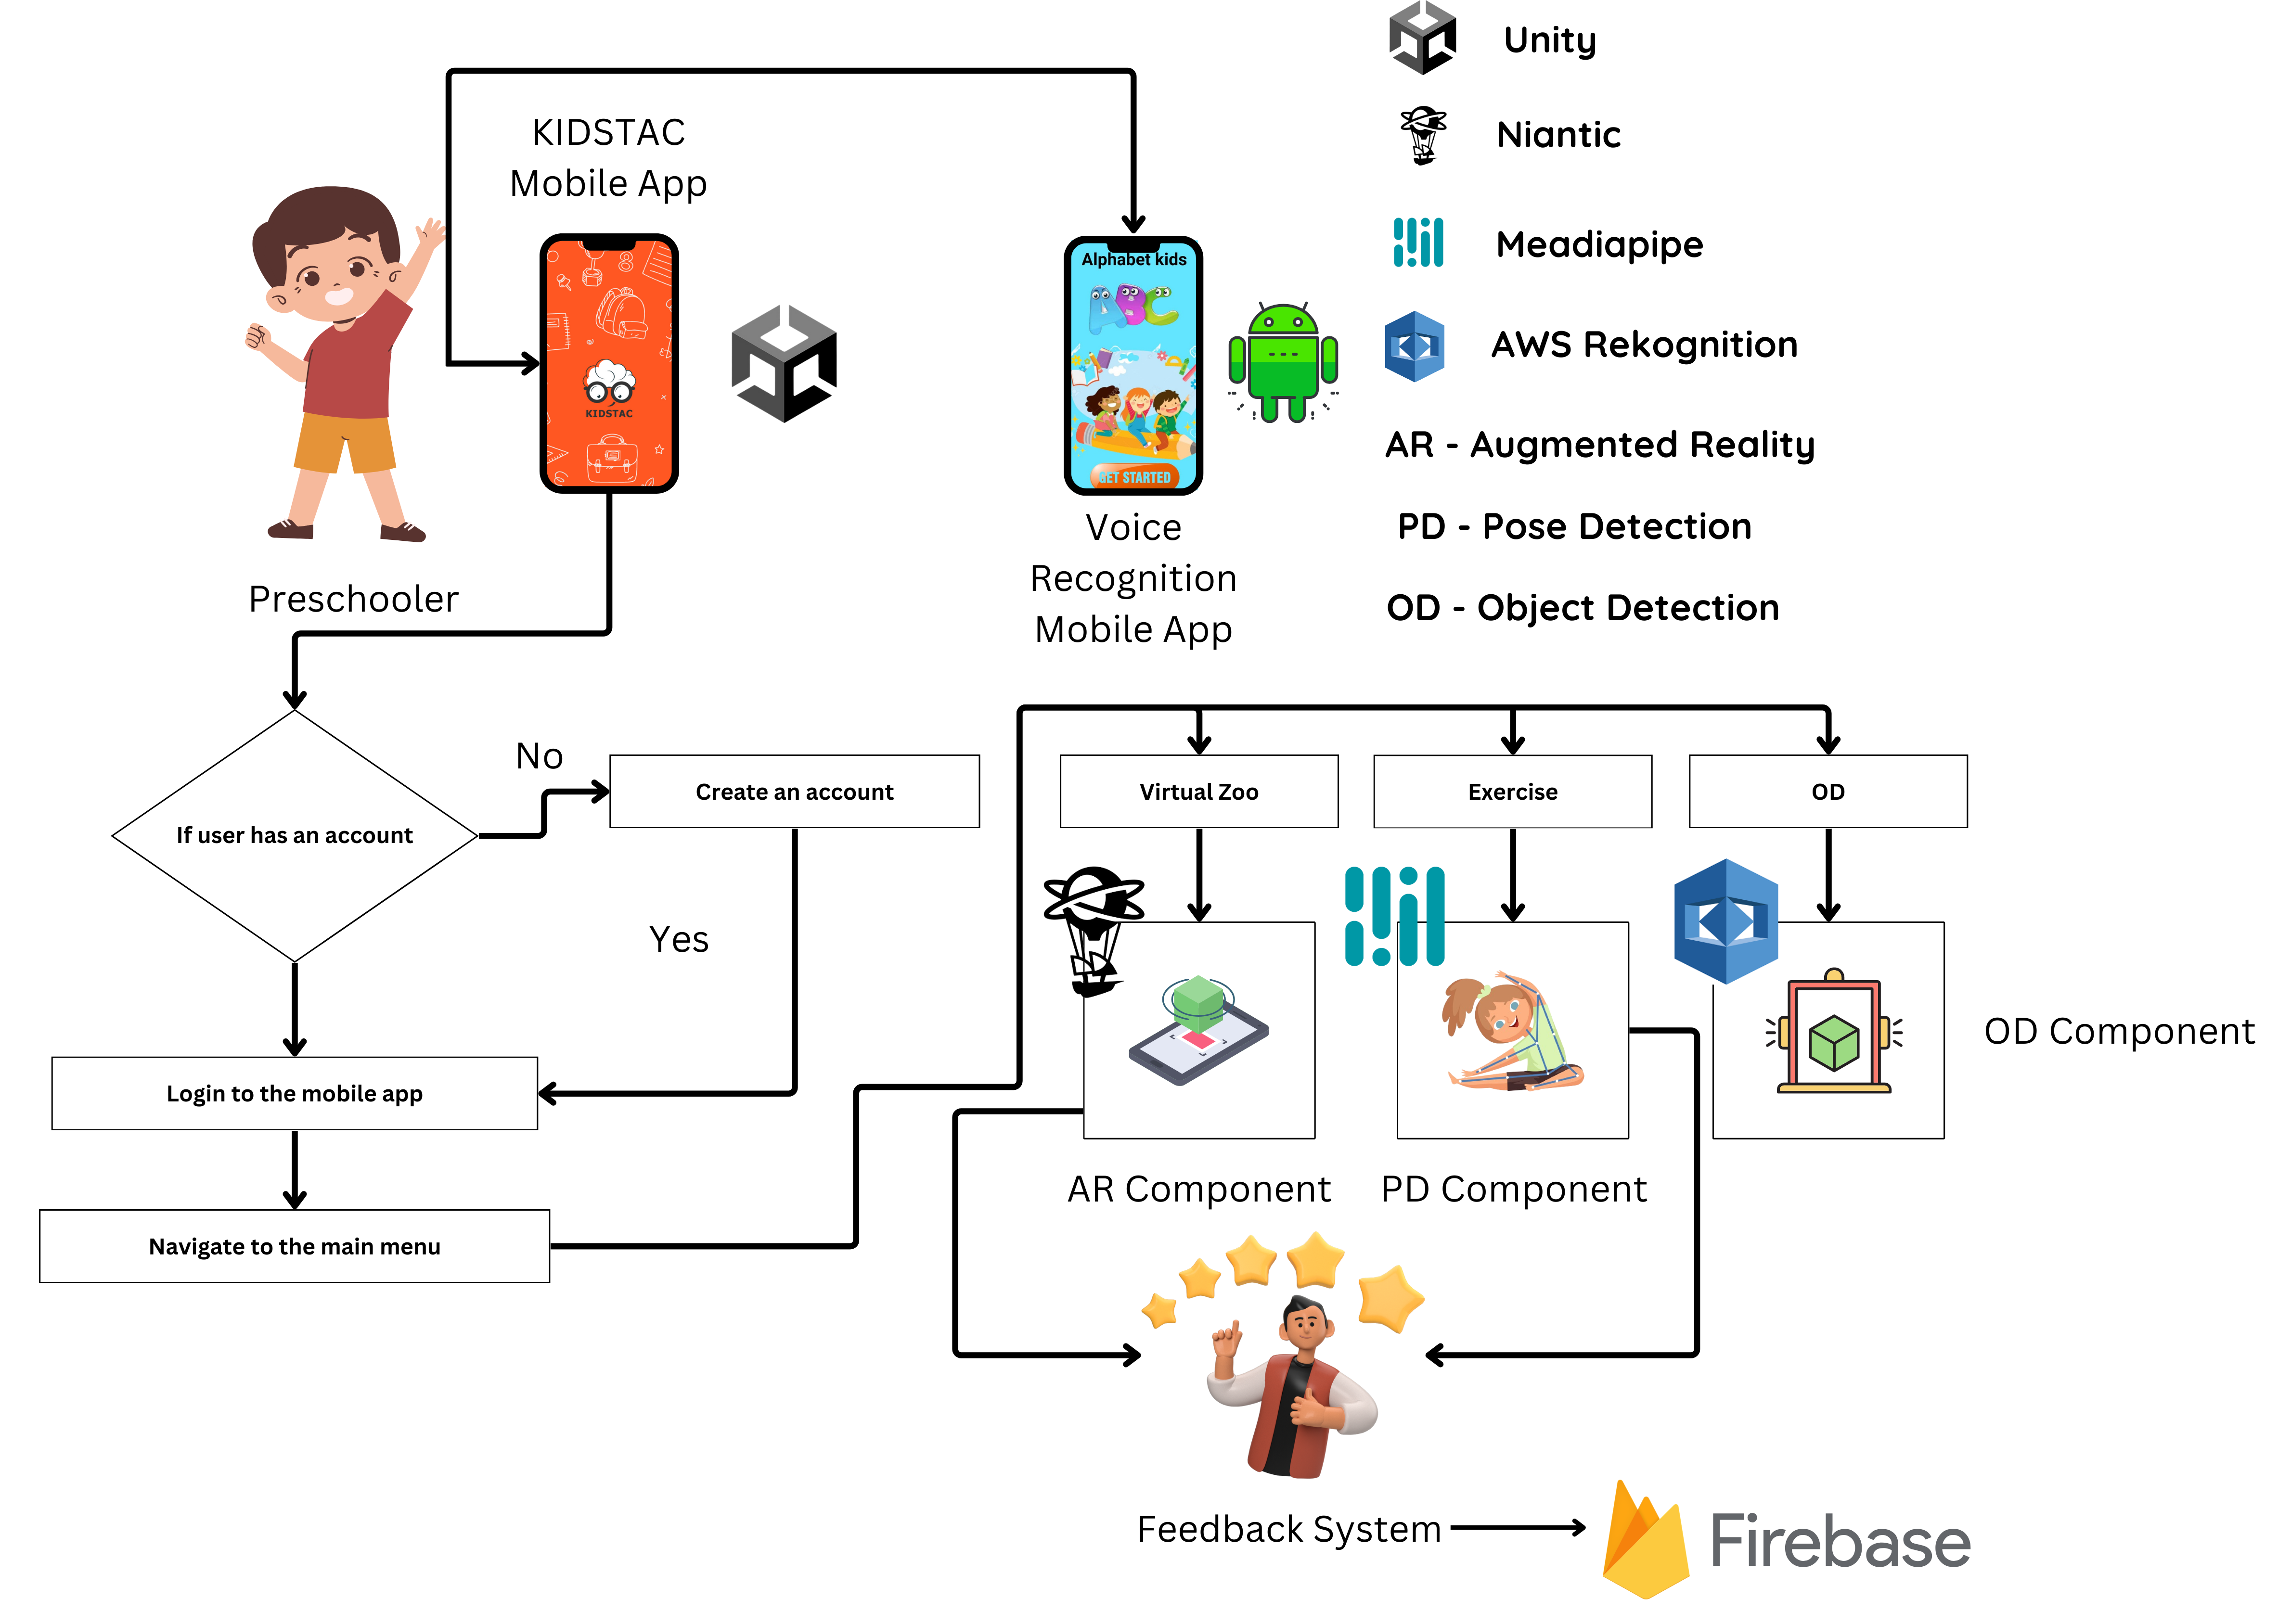 Unity
Niantic
Meadiapipe
AWS Rekognition
AR - Augmented Reality
PD - Pose Detection
OD - Object Detection
KIDSTAC
Mobile App
8
KIDSTAC
Alphabet kids
ABC
GET STARTED
Voice
Recognition
Mobile App
Preschooler
If user has an account
No
Create an account
Yes
Login to the mobile app
Navigate to the main menu
Virtual Zoo
Exercise
OD
AR Component
PD Component
OD Component
Feedback System
Firebase